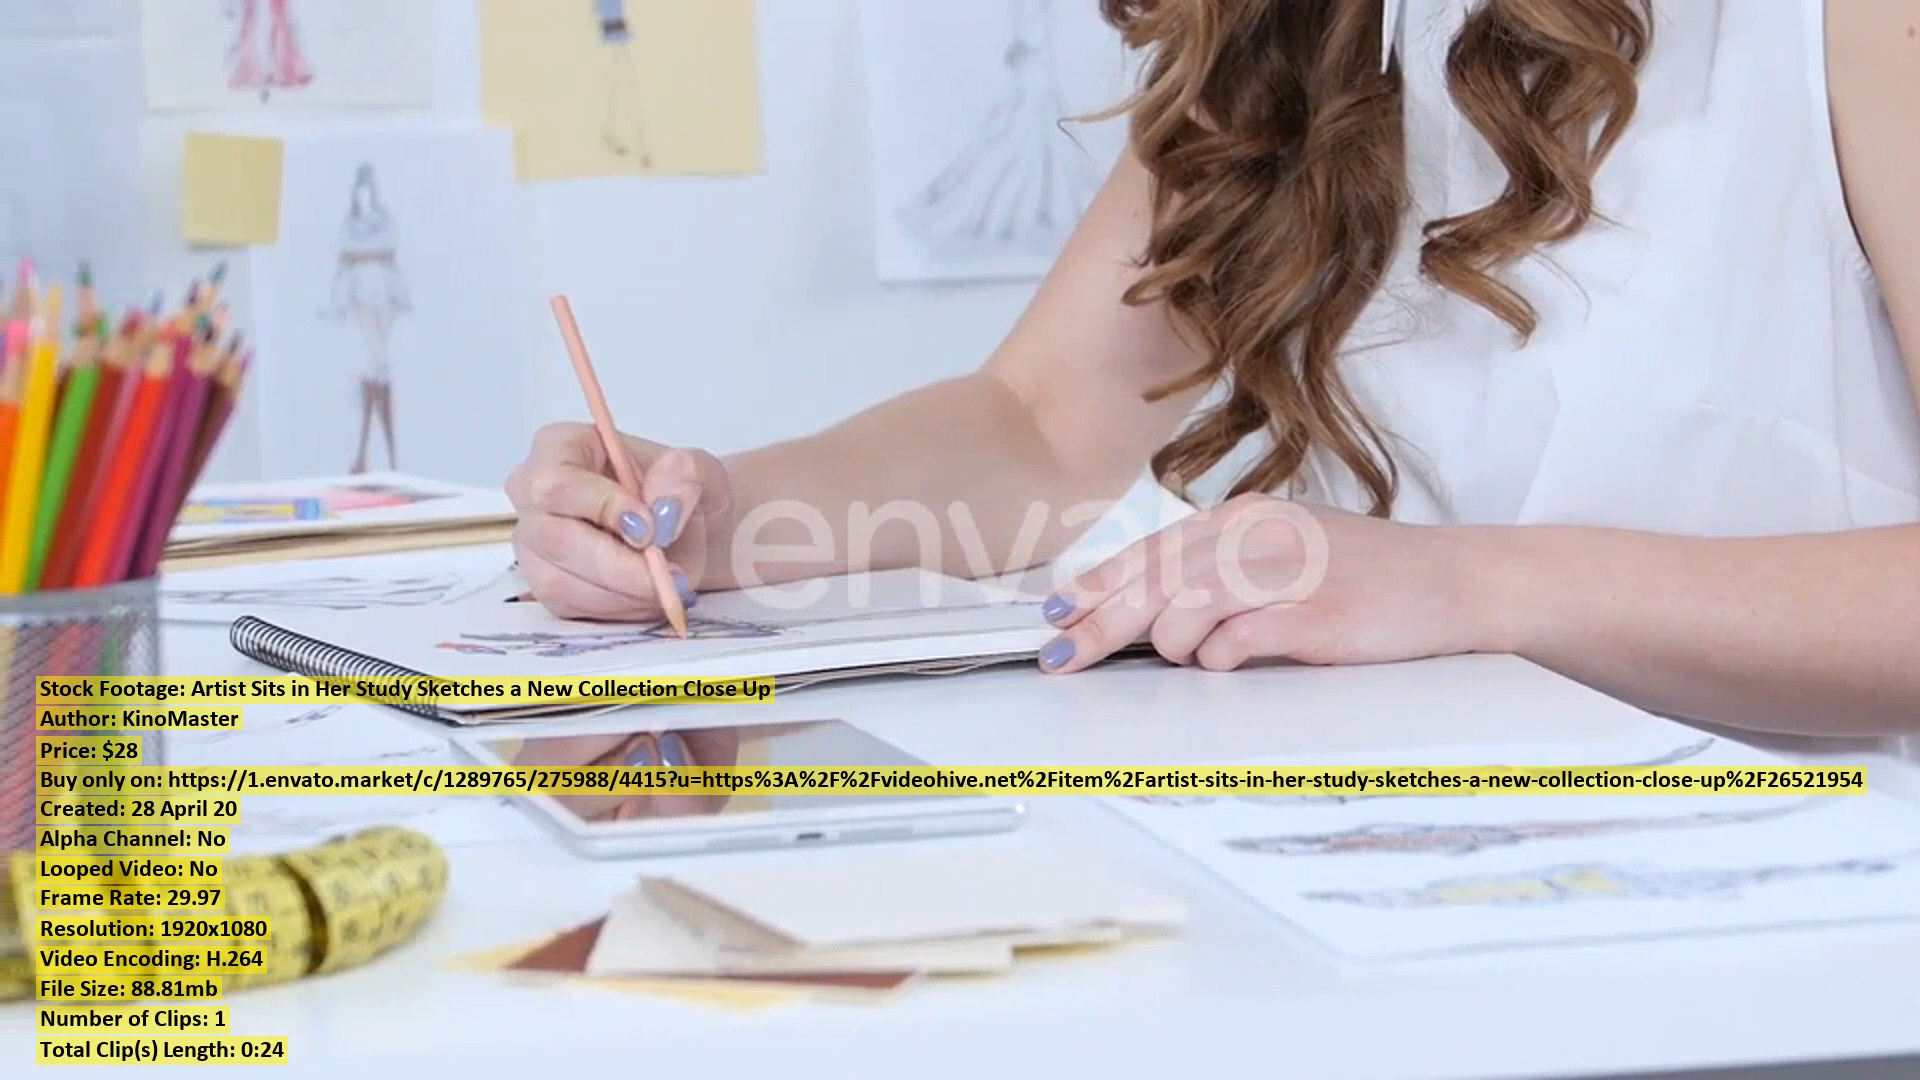 envato
Stock Footage: Artist Sits in Her Study Sketches a New Collection Close Up
Author: KinoMaster
Price: $28
Buy only on: https://1.envato.market/c/1289765/275988/4415?u=https%3A%2F%2Fvideohive.net%2Fitem%2Fartist-sits-in-her-study-sketches-a-new-collection-close-up%2F26521954
Created: 28 April 20
Alpha Channel: No
Looped Video: No
Frame Rate: 29.97
Resolution: 1920x1080
Video Encoding: H.264
File Size: 88.81mb
Number of Clips: 1
Total Clip(s) Length: 0:24